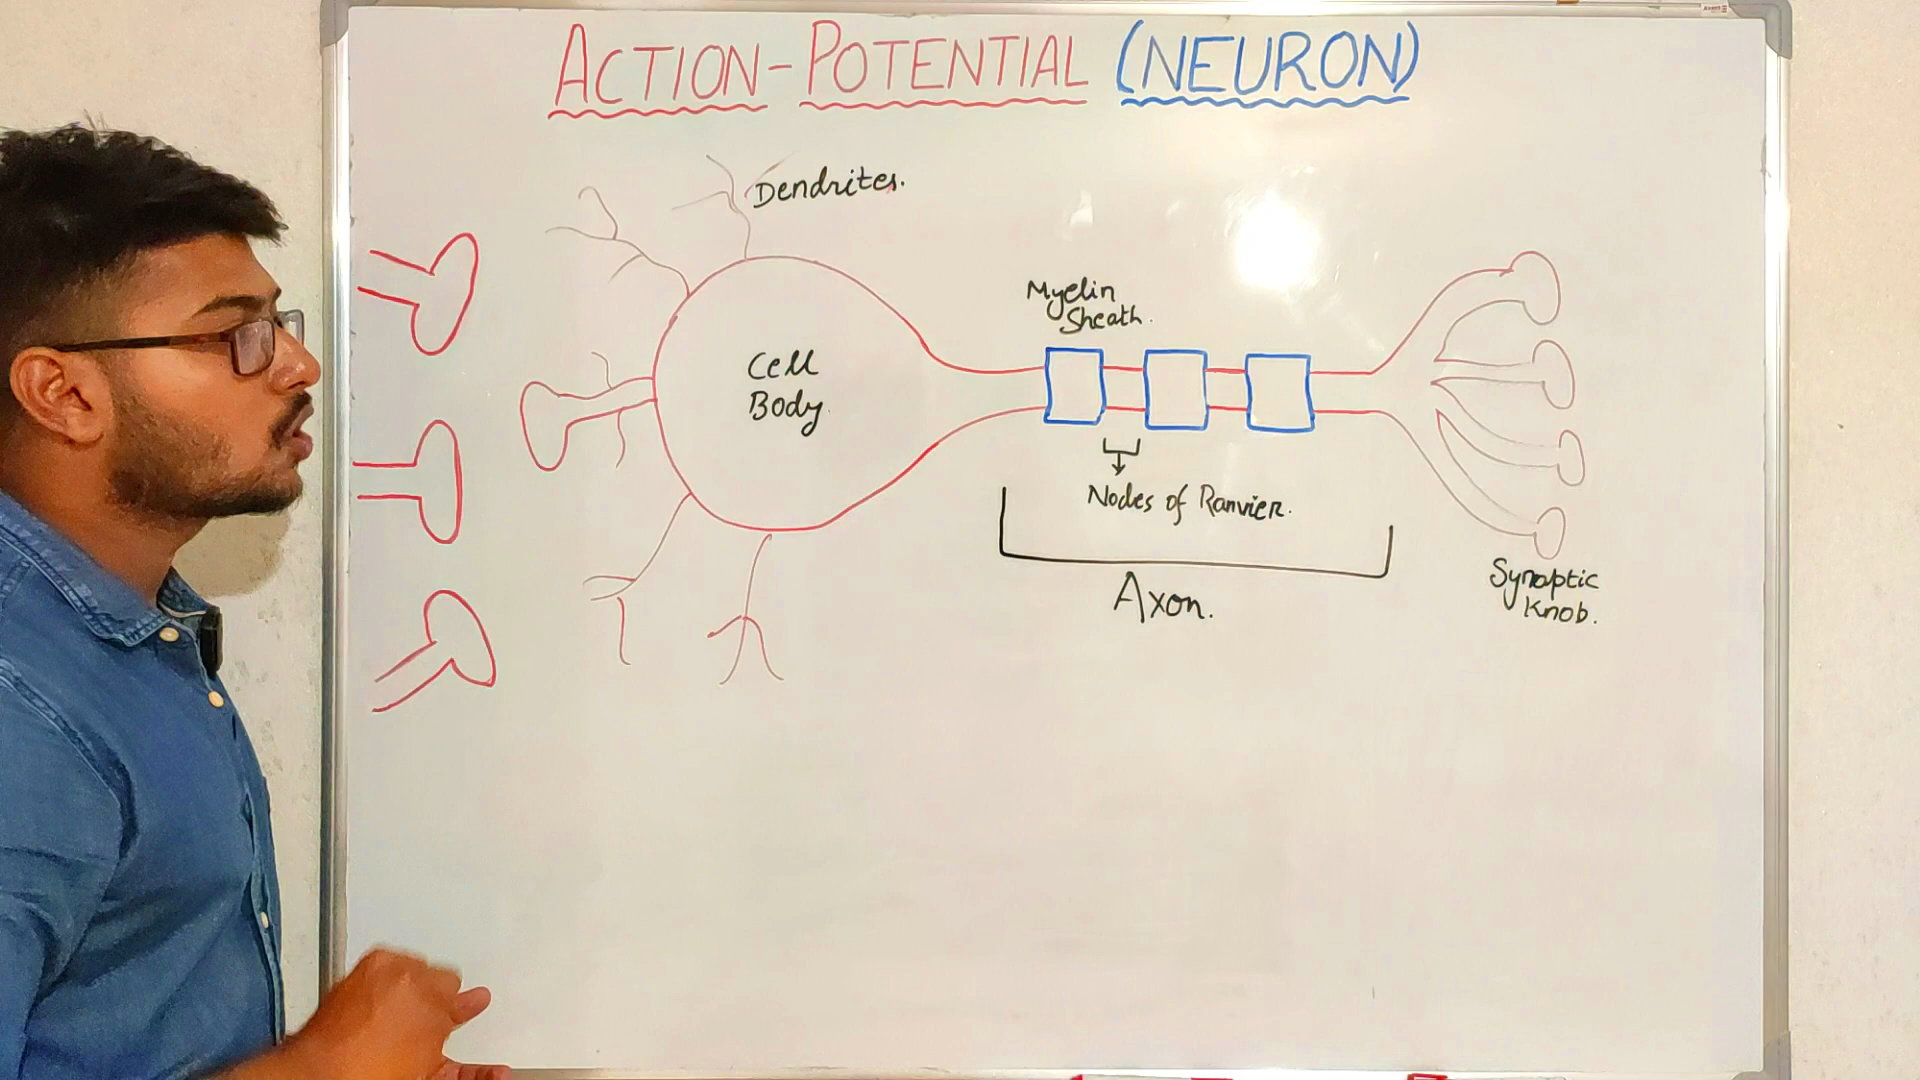 ACTION-POTENTIAL (NEURON)
Dendrites.
Myelin
Sheath.
Cell
Body.
Nodes of Ranvier.
Axon.
Synaptic
Knob.